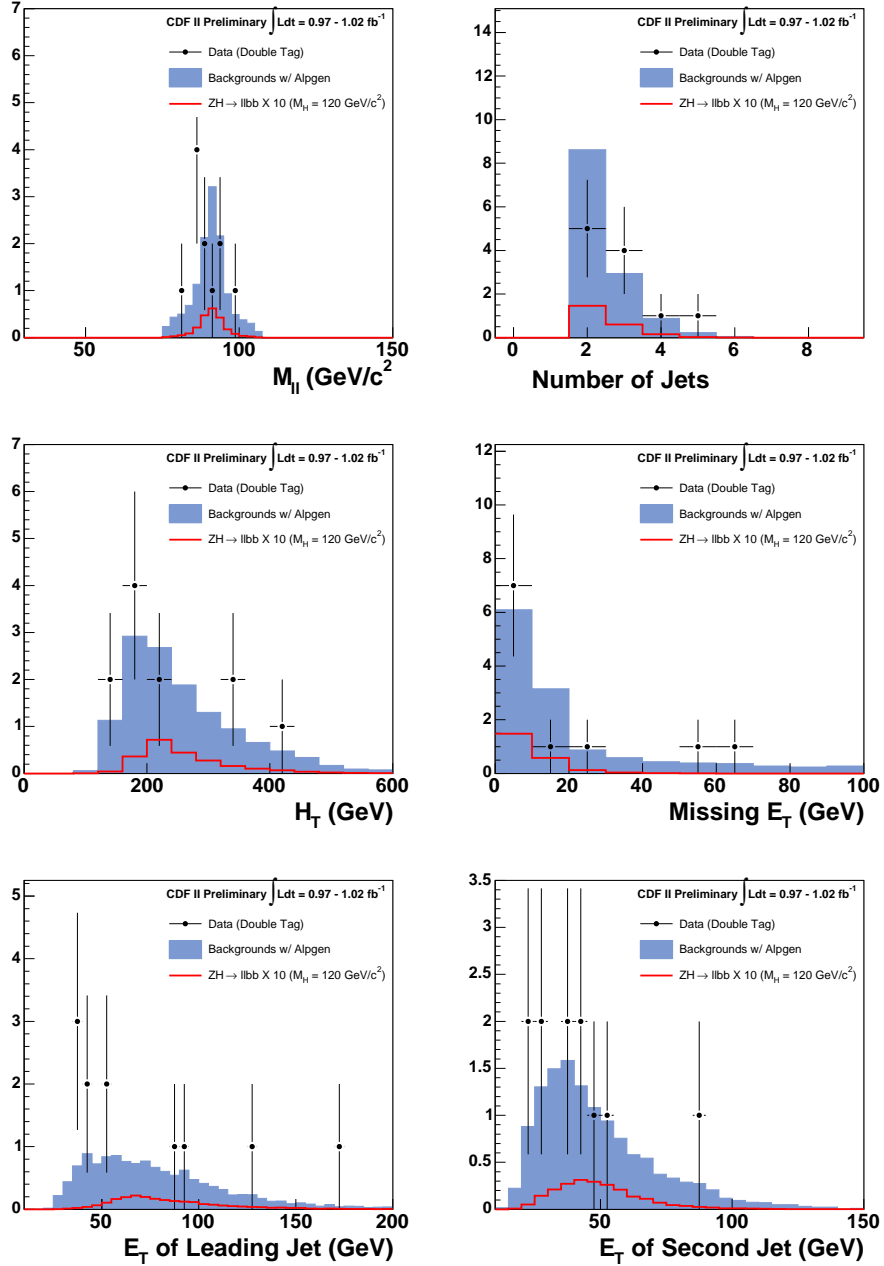 CDF II Preliminary ∫ Ldt = 0.97 - 1.02 fb⁻¹
Data (Double Tag)
Backgrounds w/ Alpgen
ZH → llbb X 10 (M_H = 120 GeV/c²)
7
6
5
4
3
2
1
0
50 100 150
M_ll (GeV/c²
CDF II Preliminary ∫ Ldt = 0.97 - 1.02 fb⁻¹
Data (Double Tag)
Backgrounds w/ Alpgen
ZH → llbb X 10 (M_H = 120 GeV/c²)
14
12
10
8
6
4
2
0
0 2 4 6 8
Number of Jets
CDF II Preliminary ∫ Ldt = 0.97 - 1.02 fb⁻¹
Data (Double Tag)
Backgrounds w/ Alpgen
ZH → llbb X 10 (M_H = 120 GeV/c²)
7
6
5
4
3
2
1
0
0 200 400 600
H_T (GeV)
CDF II Preliminary ∫ Ldt = 0.97 - 1.02 fb⁻¹
Data (Double Tag)
Backgrounds w/ Alpgen
ZH → llbb X 10 (M_H = 120 GeV/c²)
12
10
8
6
4
2
0
0 20 40 60 80 100
Missing E_T (GeV)
CDF II Preliminary ∫ Ldt = 0.97 - 1.02 fb⁻¹
Data (Double Tag)
Backgrounds w/ Alpgen
ZH → llbb X 10 (M_H = 120 GeV/c²)
5
4
3
2
1
0
50 100 150 200
E_T of Leading Jet (GeV)
CDF II Preliminary ∫ Ldt = 0.97 - 1.02 fb⁻¹
Data (Double Tag)
Backgrounds w/ Alpgen
ZH → llbb X 10 (M_H = 120 GeV/c²)
3.5
3
2.5
2
1.5
1
0.5
0
50 100 150
E_T of Second Jet (GeV)